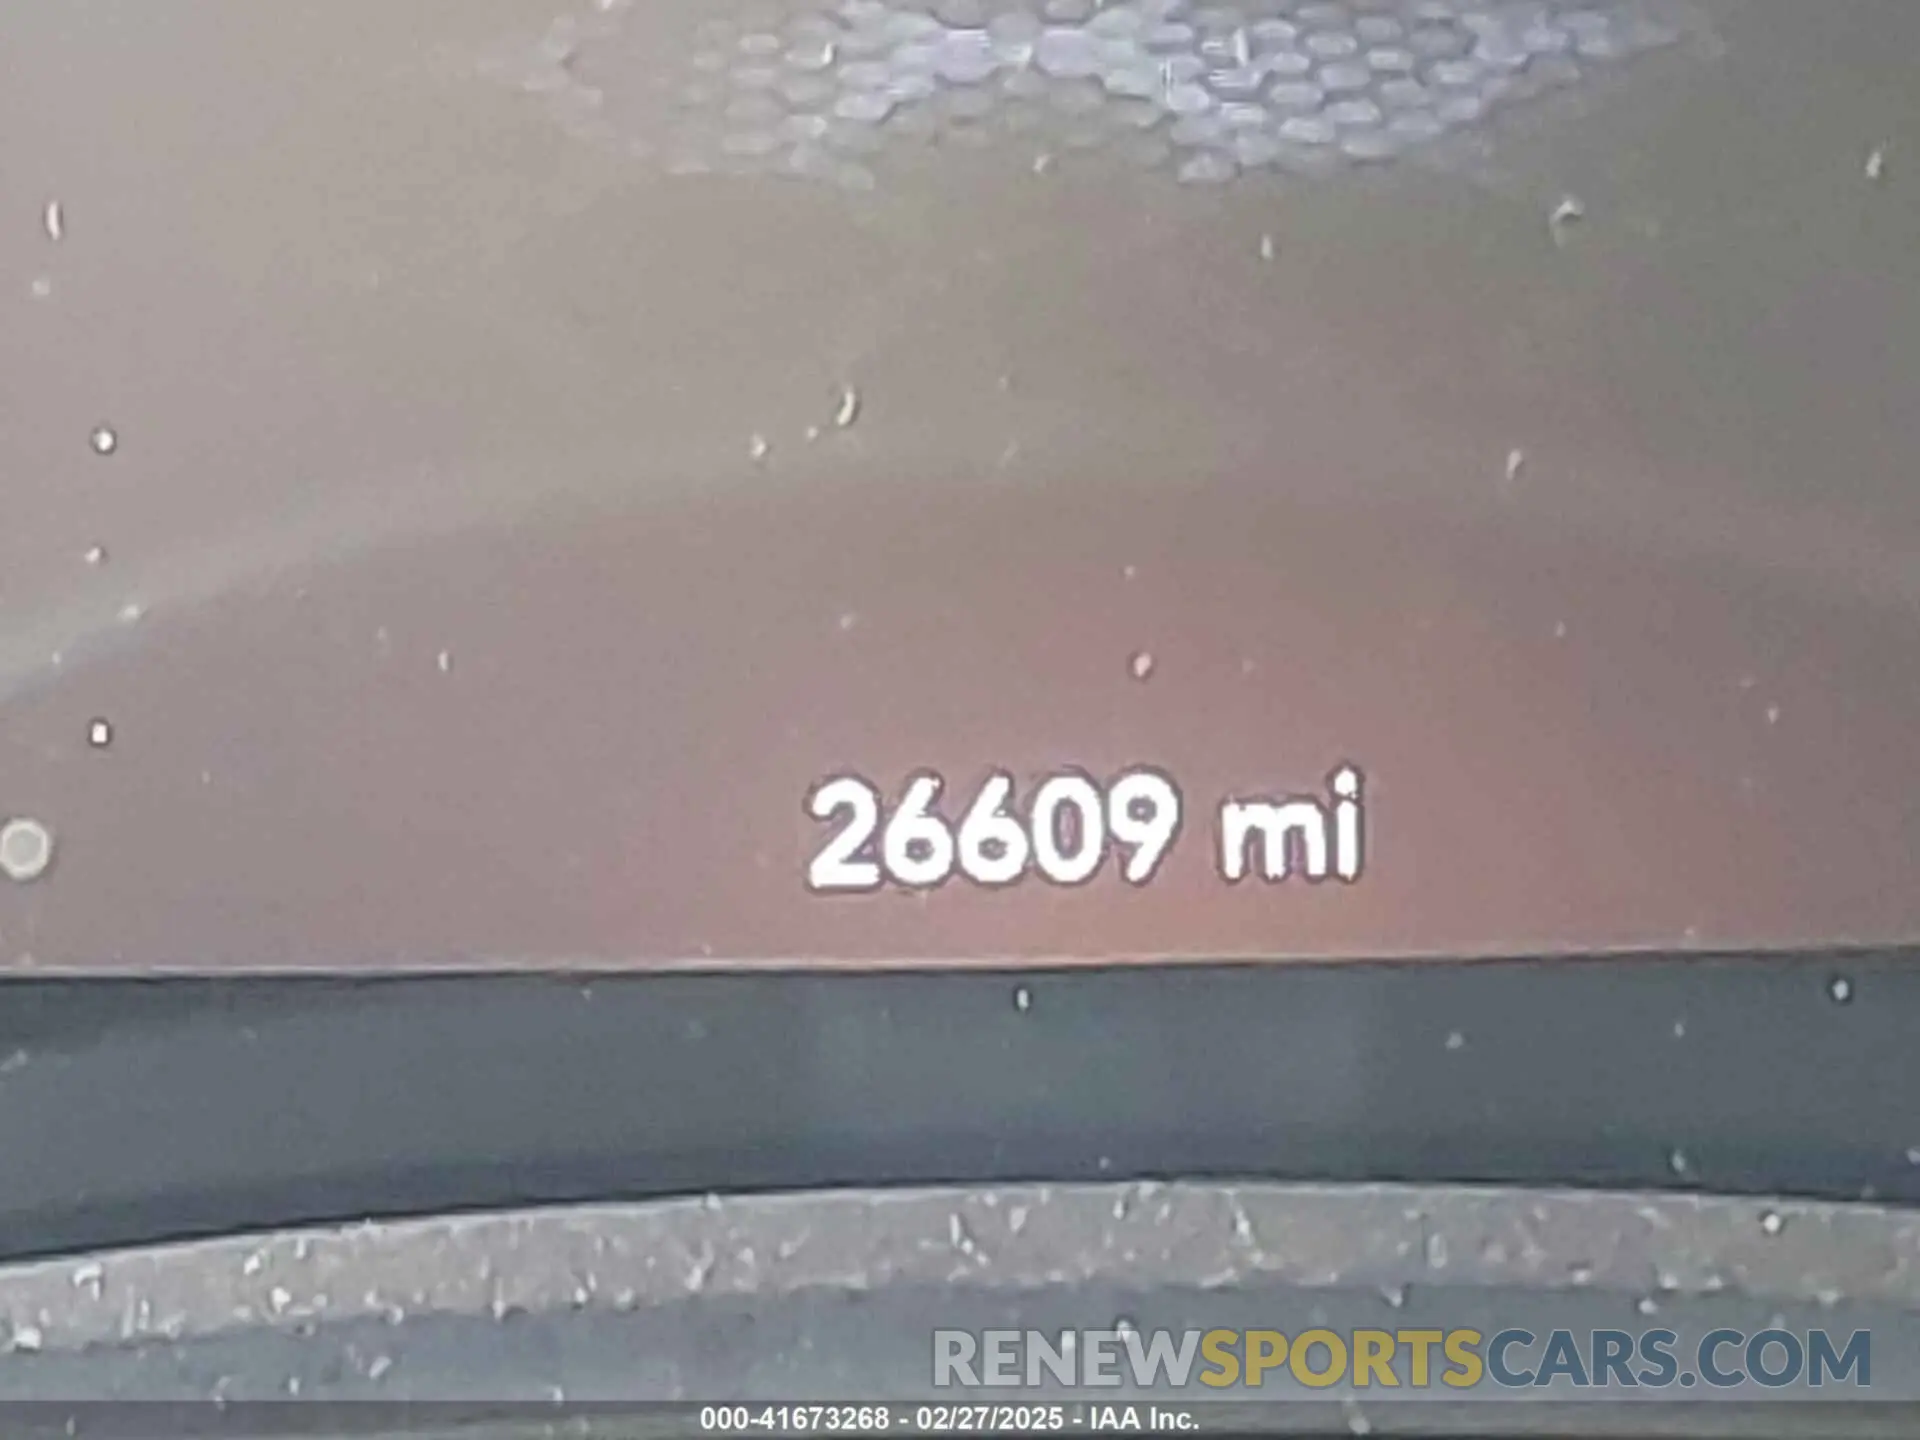 26609 mi
RENEWSPORTSCARS.COM
000-41673268 - 02/27/2025 - IAA Inc.